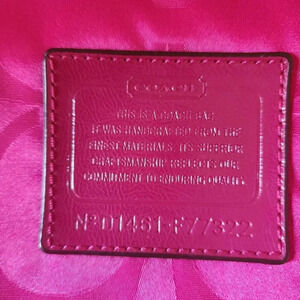 COACH
THIS IS A COACH BAG.
IT WAS HANDCRAFTED FROM THE
FINEST MATERIALS. ITS SUPERIOR
CRAFTSMANSHIP REFLECTS OUR
COMMITMENT TO ENDURING QUALITY.
Nº D1461-F77322